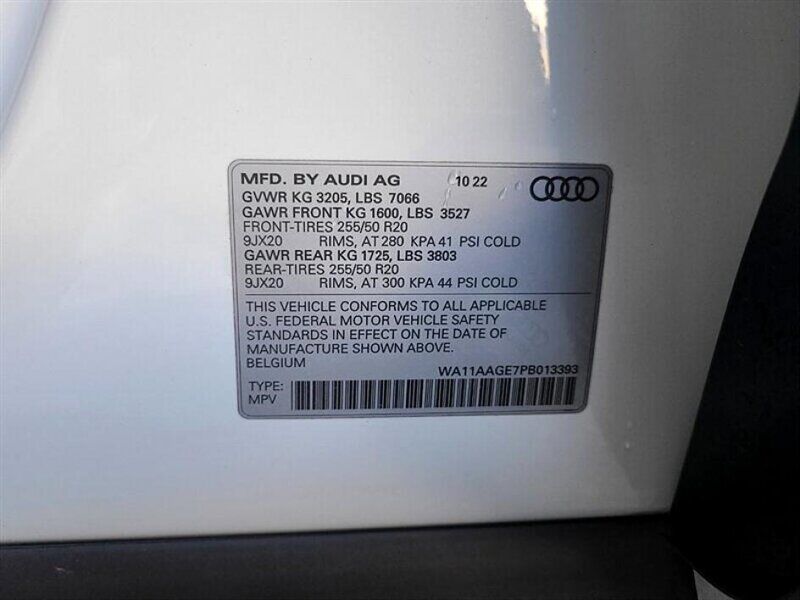 MFD. BY AUDI AG 10 22
GVWR KG 3205, LBS 7066
GAWR FRONT KG 1600, LBS 3527
FRONT-TIRES 255/50 R20
9JX20 RIMS, AT 280 KPA 41 PSI COLD
GAWR REAR KG 1725, LBS 3803
REAR-TIRES 255/50 R20
9JX20 RIMS, AT 300 KPA 44 PSI COLD
THIS VEHICLE CONFORMS TO ALL APPLICABLE
U.S. FEDERAL MOTOR VEHICLE SAFETY
STANDARDS IN EFFECT ON THE DATE OF
MANUFACTURE SHOWN ABOVE.
BELGIUM WA11AAGE7PB013393
TYPE:
MPV